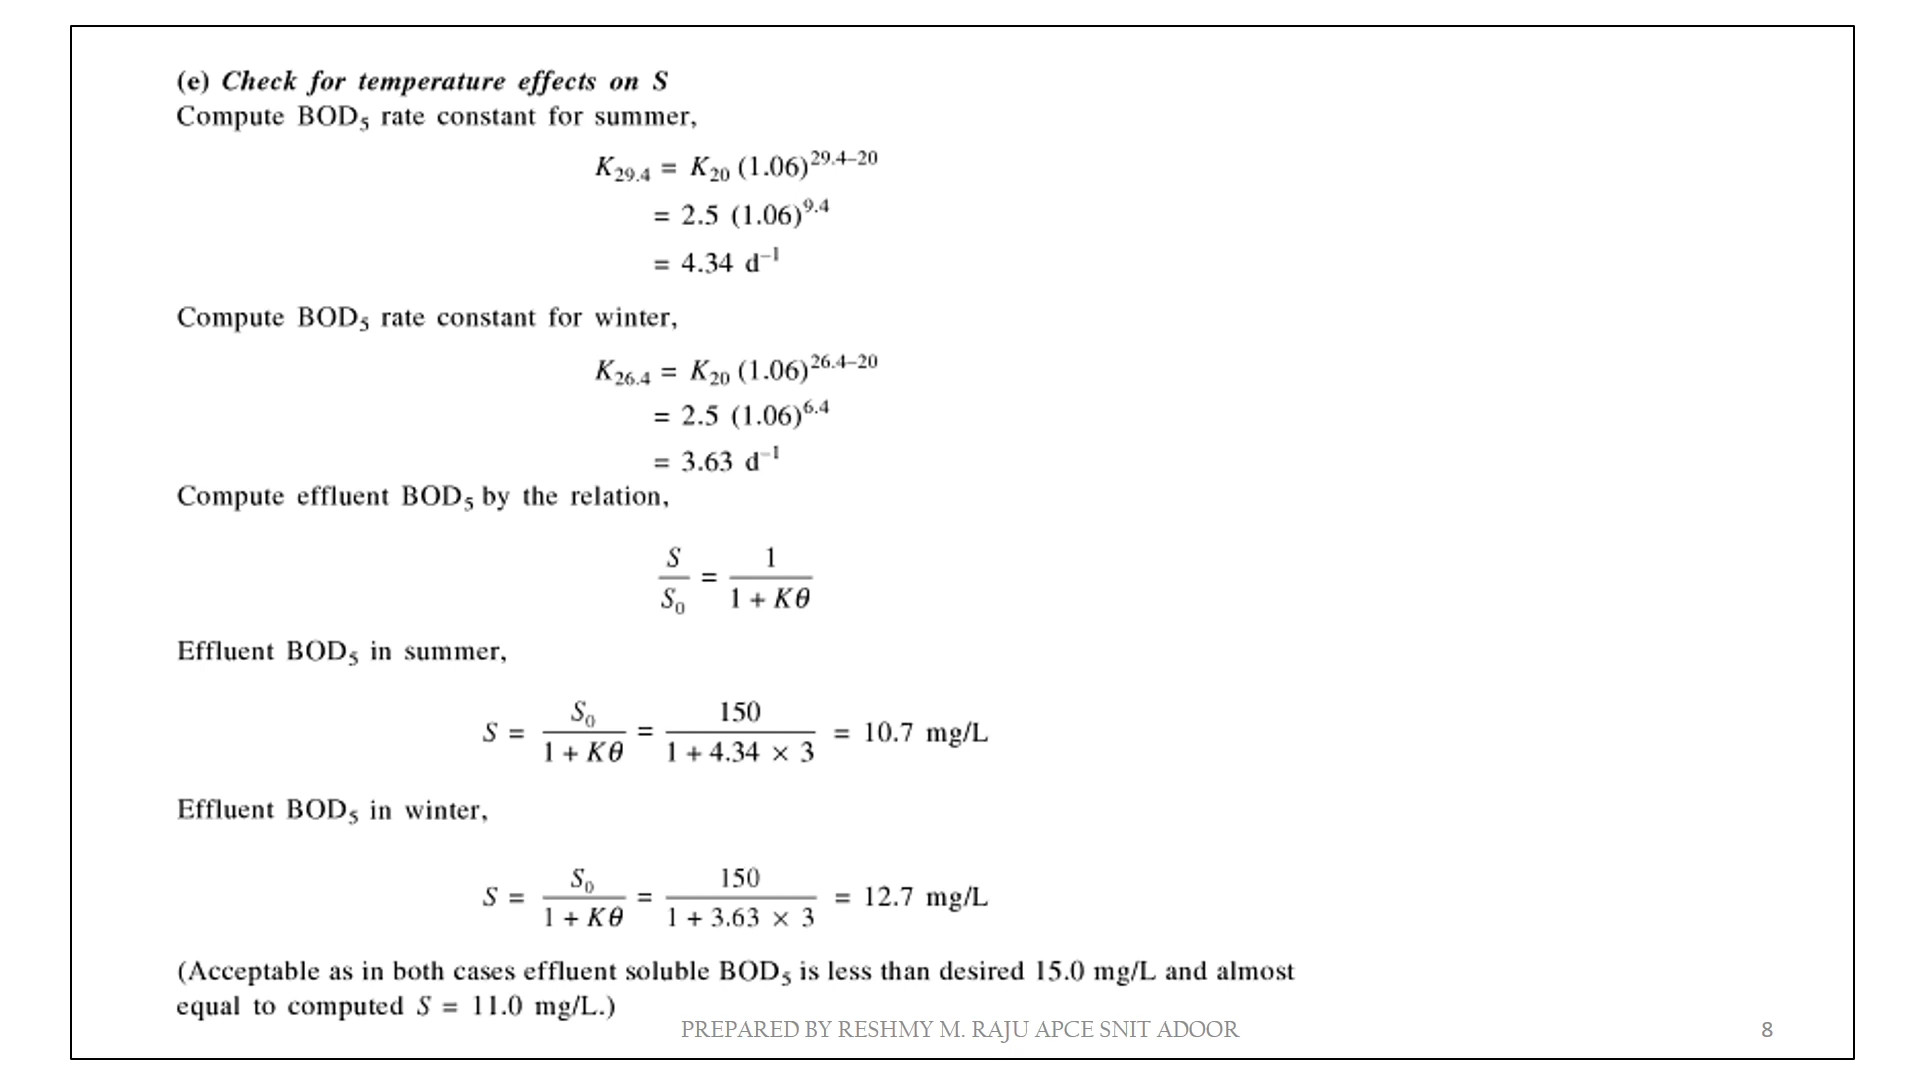 (e) Check for temperature effects on S
Compute BOD₅ rate constant for summer,
K₂₉.₄ = K₂₀ (1.06)²⁹·⁴⁻²⁰
= 2.5 (1.06)⁹·⁴
= 4.34 d⁻¹
Compute BOD₅ rate constant for winter,
K₂₆.₄ = K₂₀ (1.06)²⁶·⁴⁻²⁰
= 2.5 (1.06)⁶·⁴
= 3.63 d⁻¹
Compute effluent BOD₅ by the relation,
S/S₀ = 1/(1 + Kθ)
Effluent BOD₅ in summer,
S = S₀/(1 + Kθ) = 150/(1 + 4.34 × 3) = 10.7 mg/L
Effluent BOD₅ in winter,
S = S₀/(1 + Kθ) = 150/(1 + 3.63 × 3) = 12.7 mg/L
(Acceptable as in both cases effluent soluble BOD₅ is less than desired 15.0 mg/L and almost
equal to computed S = 11.0 mg/L.)
PREPARED BY RESHMY M. RAJU APCE SNIT ADOOR
8